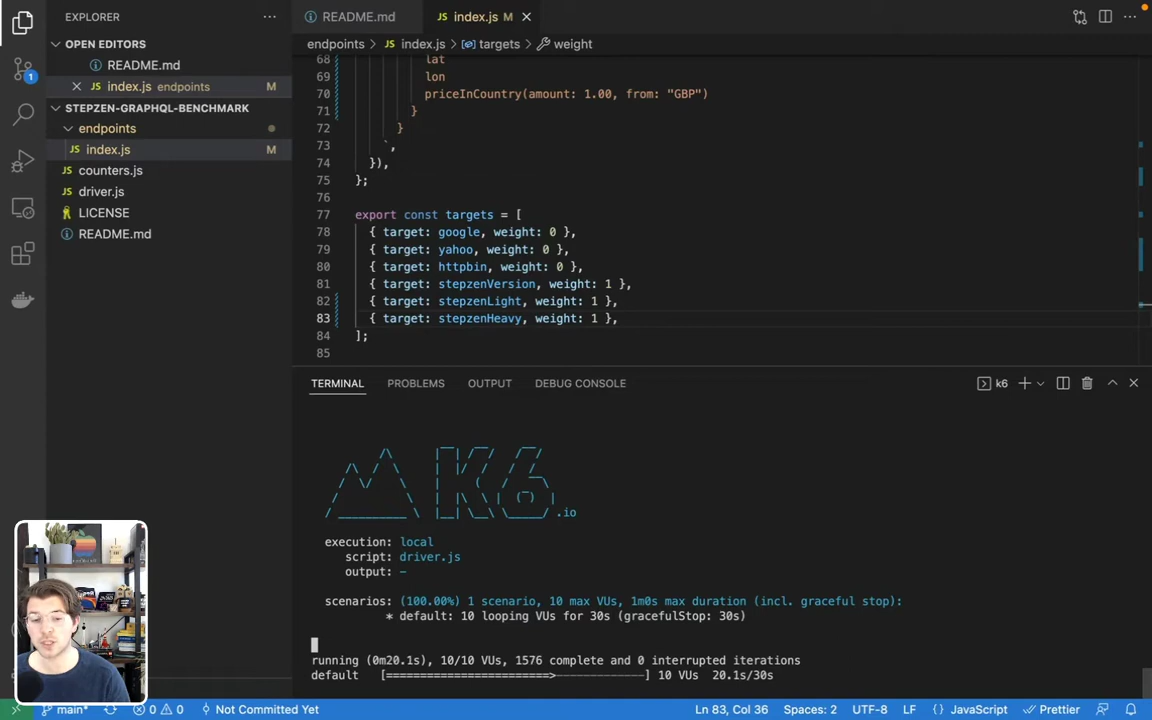 EXPLORER
OPEN EDITORS
README.md
index.js endpoints M
STEPZEN-GRAPHQL-BENCHMARK
endpoints
index.js M
counters.js
driver.js
LICENSE
README.md
1
README.md index.js M
endpoints > index.js > targets > weight
68 lat
69 lon
70 priceInCountry(amount: 1.00, from: "GBP")
71 }
72 }
73 `,
74 }),
75 };
76
77 export const targets = [
78 { target: google, weight: 0 },
79 { target: yahoo, weight: 0 },
80 { target: httpbin, weight: 0 },
81 { target: stepzenVersion, weight: 1 },
82 { target: stepzenLight, weight: 1 },
83 { target: stepzenHeavy, weight: 1 },
84 ];
85
TERMINAL PROBLEMS OUTPUT DEBUG CONSOLE k6
K6
.io
execution: local
script: driver.js
output: -
scenarios: (100.00%) 1 scenario, 10 max VUs, 1m0s max duration (incl. graceful stop):
* default: 10 looping VUs for 30s (gracefulStop: 30s)
running (0m20.1s), 10/10 VUs, 1576 complete and 0 interrupted iterations
default [========================>-------------] 10 VUs 20.1s/30s
main* 0 0 Not Committed Yet Ln 83, Col 36 Spaces: 2 UTF-8 LF JavaScript Prettier